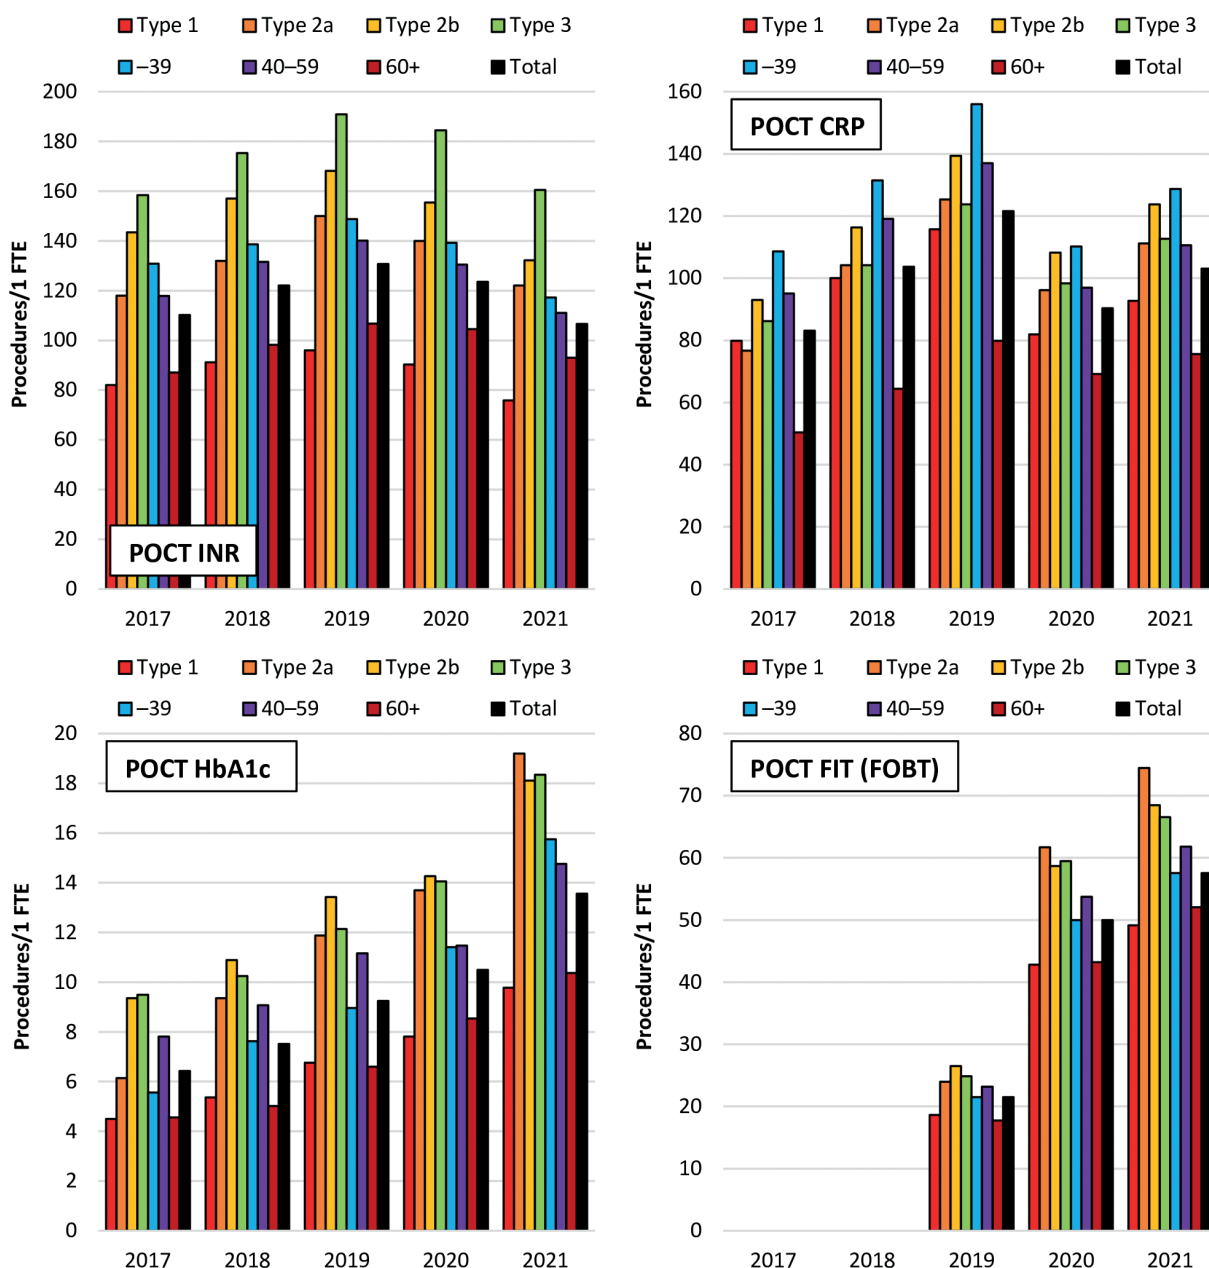 Type 1 Type 2a Type 2b Type 3
–39 40–59 60+ Total
200
180
160
140
120
100
80
60
40
20
0
Procedures/1 FTE
POCT INR
2017 2018 2019 2020 2021
Type 1 Type 2a Type 2b Type 3
–39 40–59 60+ Total
160
140
120
100
80
60
40
20
0
Procedures/1 FTE
POCT CRP
2017 2018 2019 2020 2021
Type 1 Type 2a Type 2b Type 3
–39 40–59 60+ Total
20
18
16
14
12
10
8
6
4
2
0
Procedures/1 FTE
POCT HbA1c
2017 2018 2019 2020 2021
Type 1 Type 2a Type 2b Type 3
–39 40–59 60+ Total
80
70
60
50
40
30
20
10
0
Procedures/1 FTE
POCT FIT (FOBT)
2017 2018 2019 2020 2021